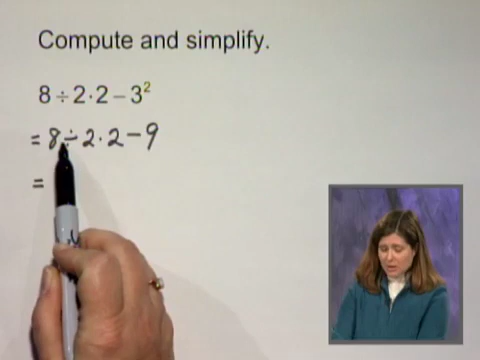 Compute and simplify.
8 ÷ 2 · 2 – 3²
= 8 ÷ 2 · 2 – 9
=